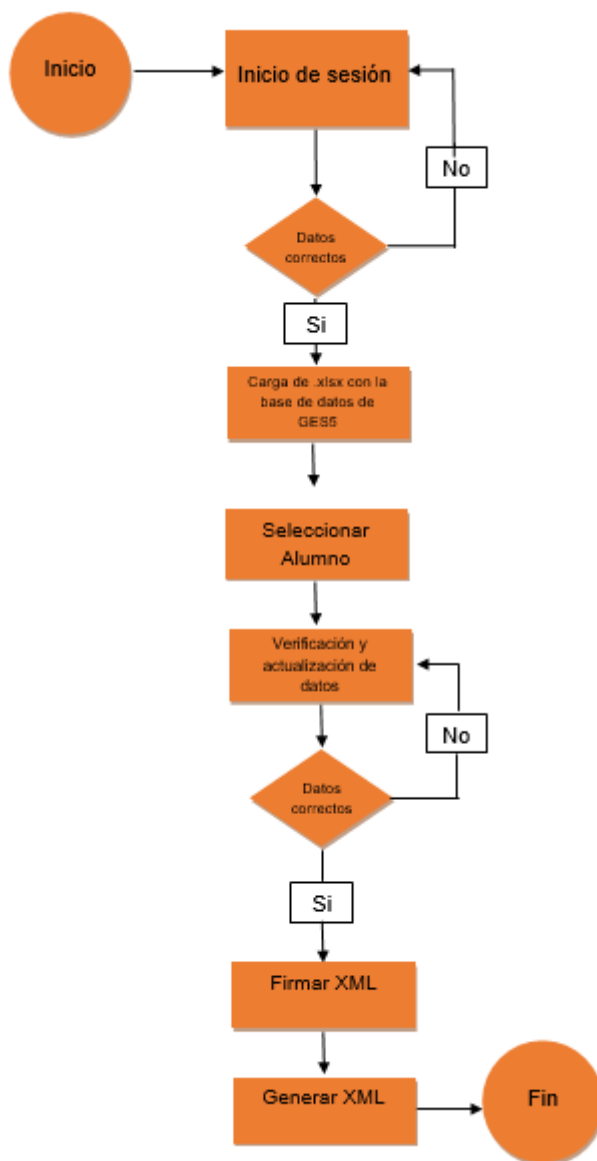 Inicio
Inicio de sesión
No
Datos
correctos
Si
Carga de .xlsx con la
base de datos de
GES5
Seleccionar
Alumno
Verificación y
actualización de
datos
No
Datos
correctos
Si
Firmar XML
Generar XML
Fin